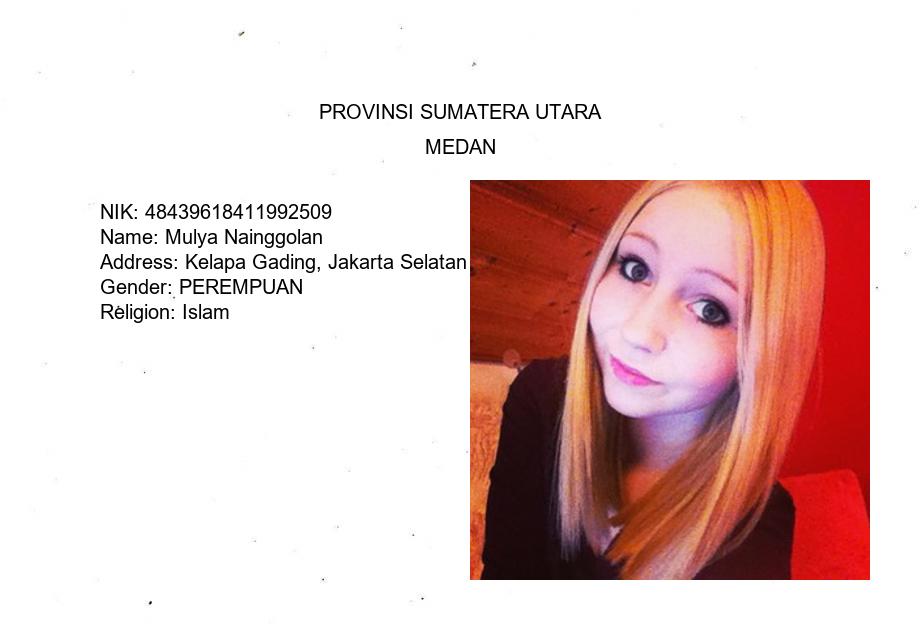 PROVINSI SUMATERA UTARA
MEDAN
NIK: 48439618411992509
Name: Mulya Nainggolan
Address: Kelapa Gading, Jakarta Selatan
Gender: PEREMPUAN
Religion: Islam